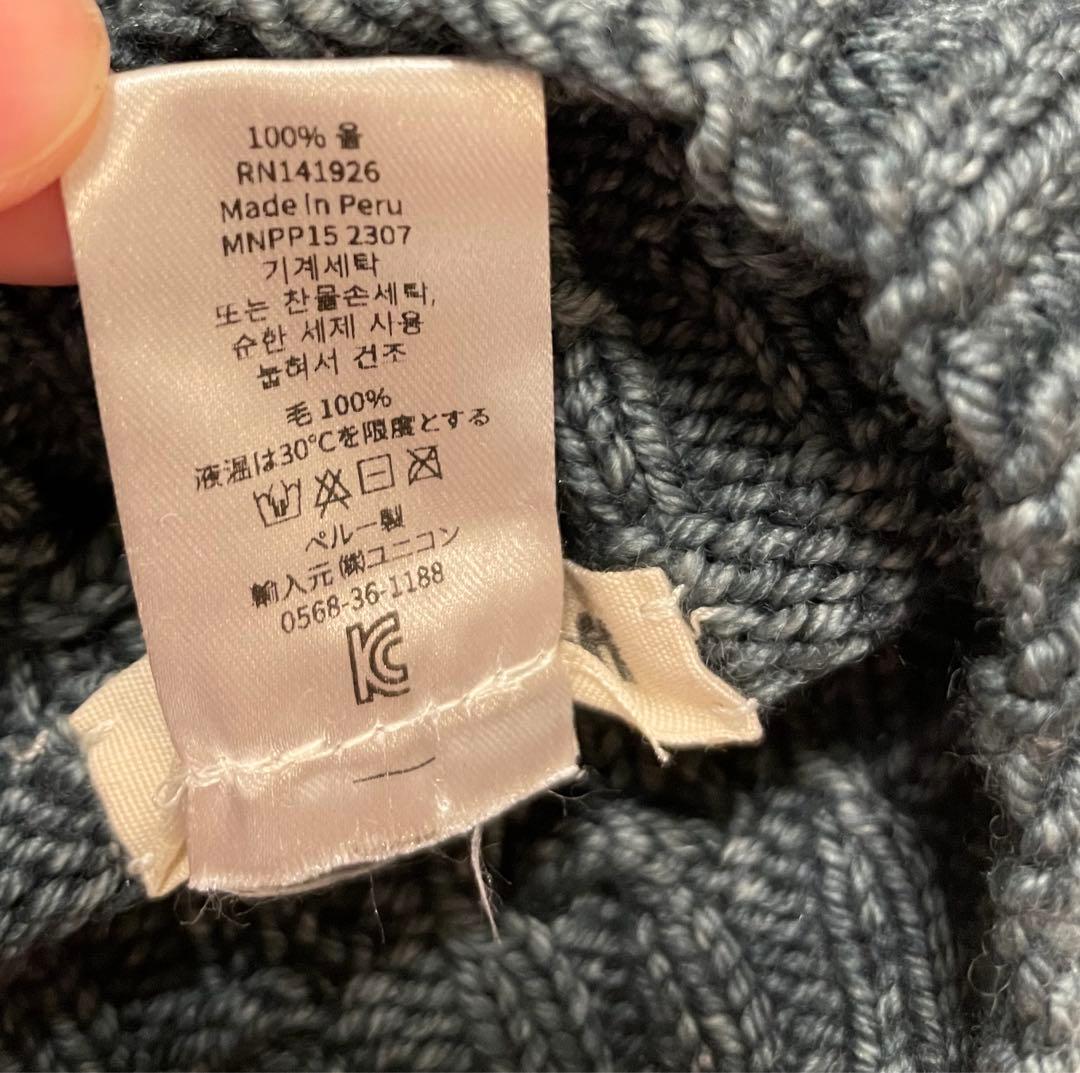 100% 울
RN141926
Made In Peru
MNPP15 2307
기계세탁
또는 찬물손세탁,
순한 세제 사용
눕혀서 건조
毛 100%
液温は30℃を限度とする
ペルー製
輸入元 ㈱ユニコン
0568-36-1188
KC